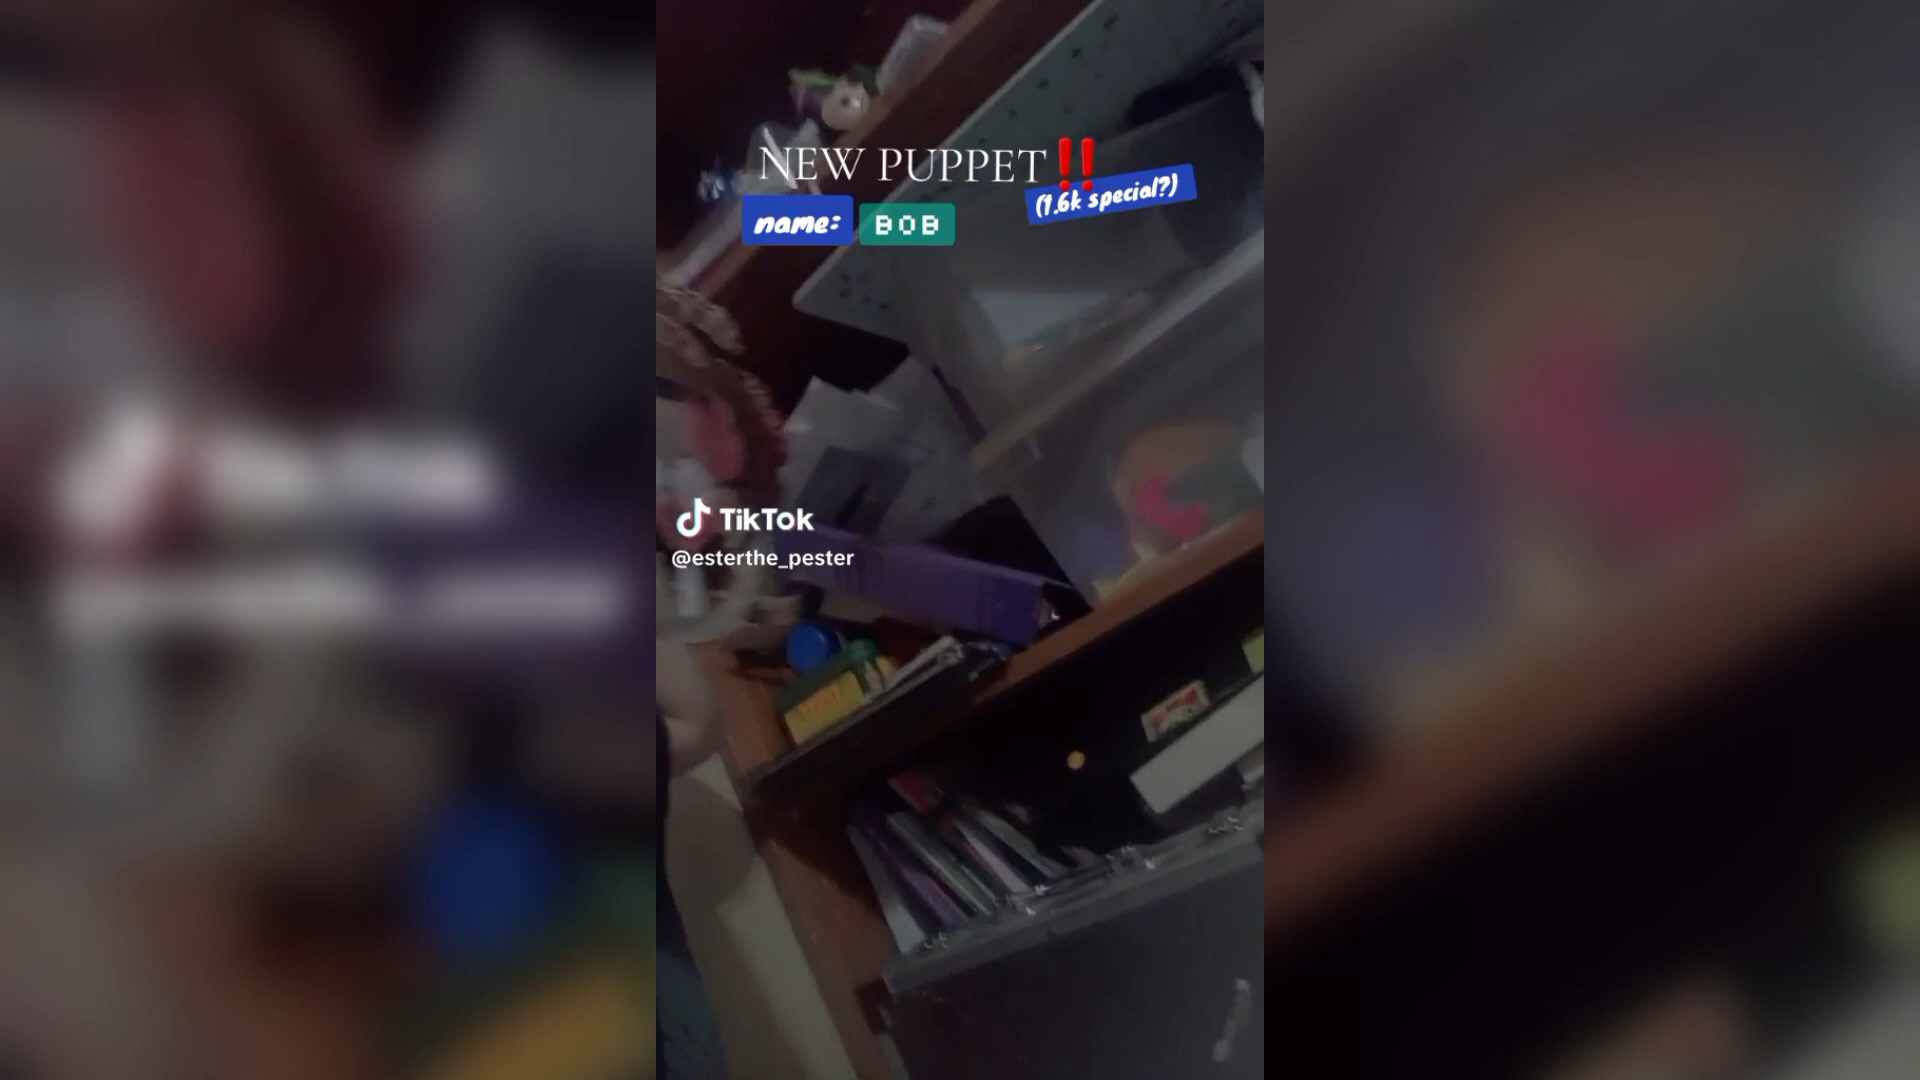 NEW PUPPET‼️
(1.6k special?)
name: BOB
TikTok
@esterthe_pester